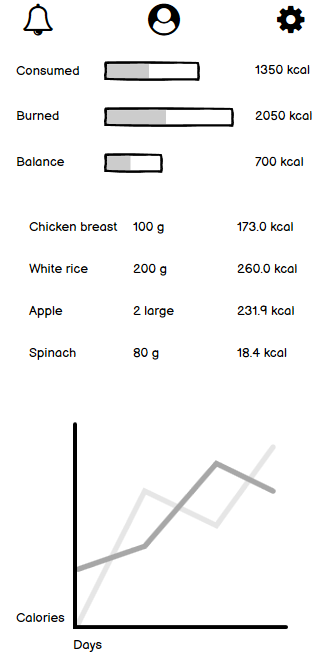 Consumed 1350 kcal
Burned 2050 kcal
Balance 700 kcal
Chicken breast 100 g 173.0 kcal
White rice 200 g 260.0 kcal
Apple 2 large 231.9 kcal
Spinach 80 g 18.4 kcal
Calories
Days